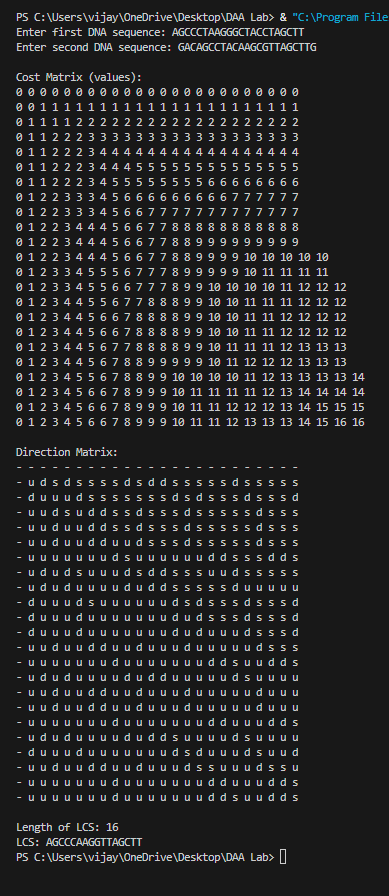 PS C:\Users\vijay\OneDrive\Desktop\DAA Lab> & "C:\Program File
Enter first DNA sequence: AGCCCTAAGGGCTACCTAGCTT
Enter second DNA sequence: GACAGCCTACAAGCGTTAGCTTG
Cost Matrix (values):
0 0 0 0 0 0 0 0 0 0 0 0 0 0 0 0 0 0 0 0 0 0 0 0
0 0 1 1 1 1 1 1 1 1 1 1 1 1 1 1 1 1 1 1 1 1 1 1
0 1 1 1 1 2 2 2 2 2 2 2 2 2 2 2 2 2 2 2 2 2 2 2
0 1 1 2 2 2 3 3 3 3 3 3 3 3 3 3 3 3 3 3 3 3 3 3
0 1 1 2 2 2 3 4 4 4 4 4 4 4 4 4 4 4 4 4 4 4 4 4
0 1 1 2 2 2 3 4 4 4 5 5 5 5 5 5 5 5 5 5 5 5 5 5
0 1 1 2 2 2 3 4 5 5 5 5 5 5 5 5 6 6 6 6 6 6 6 6
0 1 2 2 3 3 3 4 5 6 6 6 6 6 6 6 6 6 7 7 7 7 7 7
0 1 2 2 3 3 3 4 5 6 6 7 7 7 7 7 7 7 7 7 7 7 7 7
0 1 2 2 3 4 4 4 5 6 6 7 7 8 8 8 8 8 8 8 8 8 8 8
0 1 2 2 3 4 4 4 5 6 6 7 7 8 8 9 9 9 9 9 9 9 9 9
0 1 2 2 3 4 4 4 5 6 6 7 7 8 8 9 9 9 9 10 10 10 10 10
0 1 2 3 3 4 5 5 5 6 7 7 7 8 9 9 9 9 9 10 11 11 11 11
0 1 2 3 3 4 5 5 6 6 7 7 7 8 9 9 10 10 10 10 11 12 12 12
0 1 2 3 4 4 5 5 6 7 7 8 8 8 9 9 10 10 11 11 11 12 12 12
0 1 2 3 4 4 5 6 6 7 8 8 8 8 9 9 10 10 11 11 12 12 12 12
0 1 2 3 4 4 5 6 6 7 8 8 8 8 9 9 10 10 11 11 12 12 12 12
0 1 2 3 4 4 5 6 7 7 8 8 8 8 9 9 10 11 11 11 12 13 13 13
0 1 2 3 4 4 5 6 7 8 8 9 9 9 9 9 10 11 12 12 12 13 13 13
0 1 2 3 4 5 5 6 7 8 8 9 9 10 10 10 10 11 12 13 13 13 13 14
0 1 2 3 4 5 6 6 7 8 9 9 9 10 11 11 11 11 12 13 14 14 14 14
0 1 2 3 4 5 6 6 7 8 9 9 9 10 11 11 12 12 12 13 14 15 15 15
0 1 2 3 4 5 6 6 7 8 9 9 9 10 11 11 12 13 13 13 14 15 16 16
Direction Matrix:
- - - - - - - - - - - - - - - - - - - - - - - -
- u d s d s s s s d s d d s s s s s d s s s s s
- d u u u d s s s s s s s d s d s s s d s s s d
- u u d s u d d s s d s s s d s s s s s d s s s
- u u d u u d d s s d s s s d s s s s s d s s s
- u u d u u d d u u d s s s d s s s s s d s s s
- u u u u u u u d s u u u u u u d d s s s d d s
- u d u d s u u u d s d d s s s u u d s s s s s
- u d u d u u u u d u d d s s s s s d u u u u u
- d u u u d s u u u u u u d s d s s s d s s s d
- d u u u d u u u u u u u d u d s s s d s s s d
- d u u u d u u u u u u u d u d u u u d s s s d
- u u d u u d d u u d u u u d u u u u u d s s s
- u u u u u u u d u u u u u u u d d s u u d d s
- u d u d u u u u d u d d u u u u u d s u u u u
- u u d u u d d u u d u u u d u u u u u d u u u
- u u d u u d d u u d u u u d u u u u u d u u u
- u u u u u u u d u u u u u u u d d u u u d d s
- u d u d u u u u d u d d s u u u u d s u u u u
- d u u u d u u u u u u u d s d u u u d s u u d
- u u d u u d d u u d u u u d s s u u u d s s u
- u u u u u u u d u u u u u u u d d u u u d d s
- u u u u u u u d u u u u u u u d d s u u d d s
Length of LCS: 16
LCS: AGCCCAAGGTTAGCTT
PS C:\Users\vijay\OneDrive\Desktop\DAA Lab>